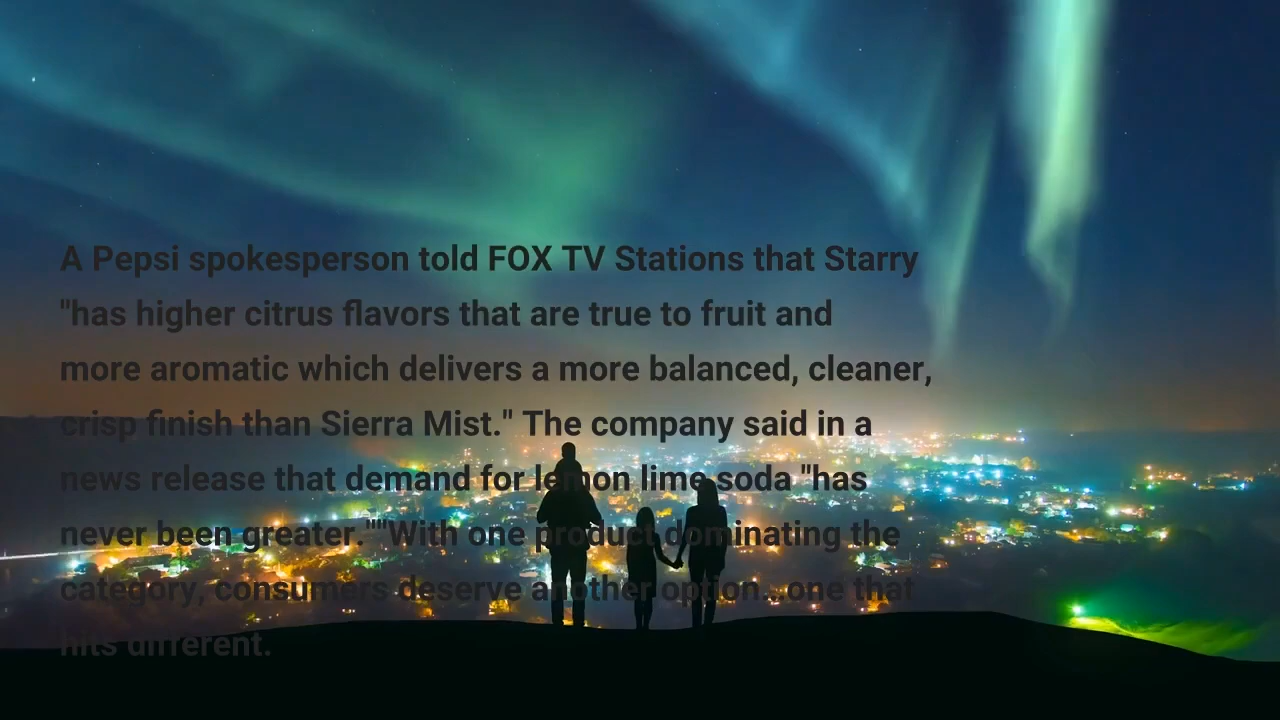 A Pepsi spokesperson told FOX TV Stations that Starry
"has higher citrus flavors that are true to fruit and
more aromatic which delivers a more balanced, cleaner,
crisp finish than Sierra Mist." The company said in a
news release that demand for lemon lime soda "has
never been greater.""With one product dominating the
category, consumers deserve another option...one that
hits different.